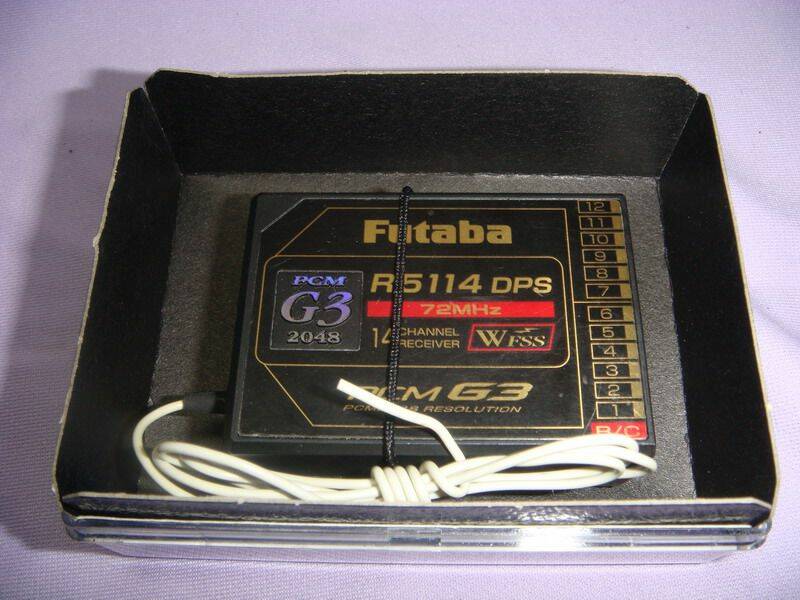 Futaba
R5114 DPS
72MHz
PCM
G3
2048
14 CHANNEL
RECEIVER
WFSS
PCM G3
RESOLUTION
12
11
10
9
8
7
6
5
4
3
2
1
B/C